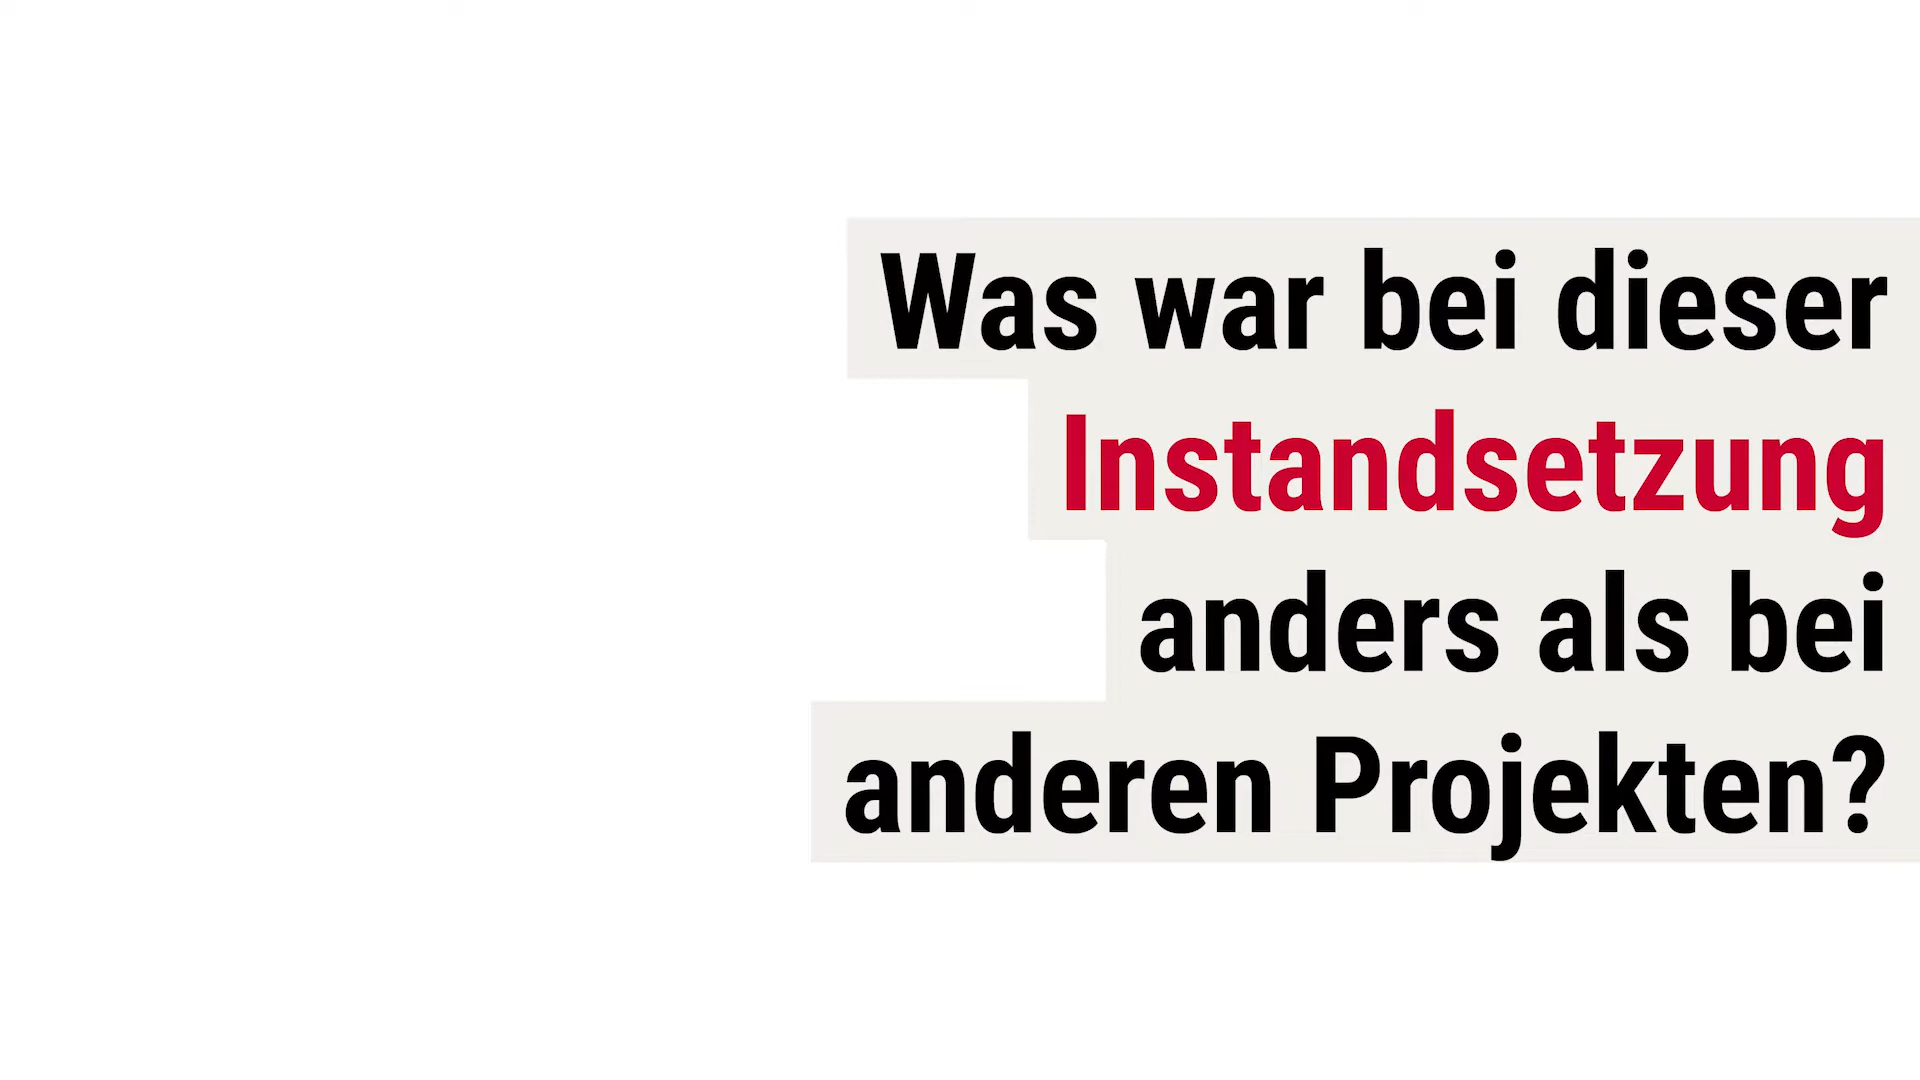 Was war bei dieser
Instandsetzung
anders als bei
anderen Projekten?